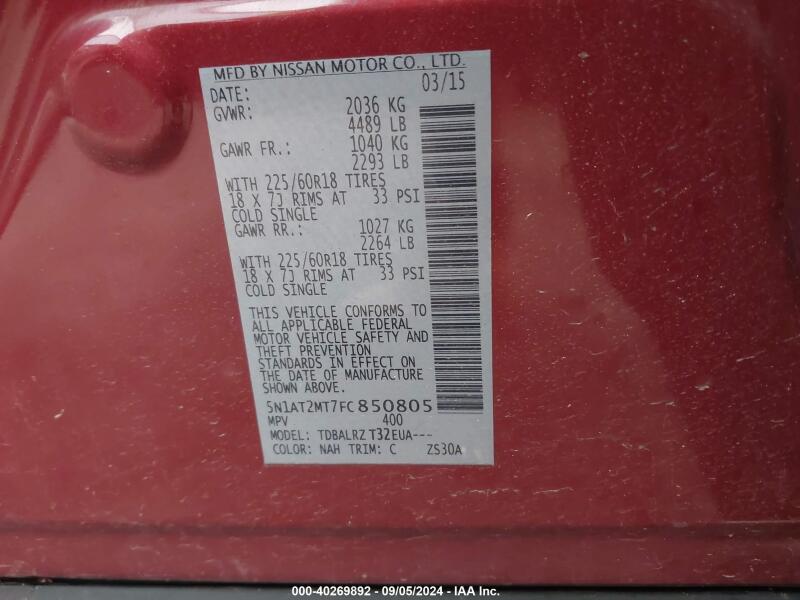 MFD BY NISSAN MOTOR CO., LTD.
DATE: 03/15
GVWR: 2036 KG
4489 LB
GAWR FR.: 1040 KG
2293 LB
WITH 225/60R18 TIRES
18 X 7J RIMS AT 33 PSI
COLD SINGLE
GAWR RR.: 1027 KG
2264 LB
WITH 225/60R18 TIRES
18 X 7J RIMS AT 33 PSI
COLD SINGLE
THIS VEHICLE CONFORMS TO
ALL APPLICABLE FEDERAL
MOTOR VEHICLE SAFETY AND
THEFT PREVENTION
STANDARDS IN EFFECT ON
THE DATE OF MANUFACTURE
SHOWN ABOVE.
5N1AT2MT7FC850805
MPV 400
MODEL: TDBALRZ T32EUA---
COLOR: NAH TRIM: C ZS30A
000-40269892 - 09/05/2024 - IAA Inc.